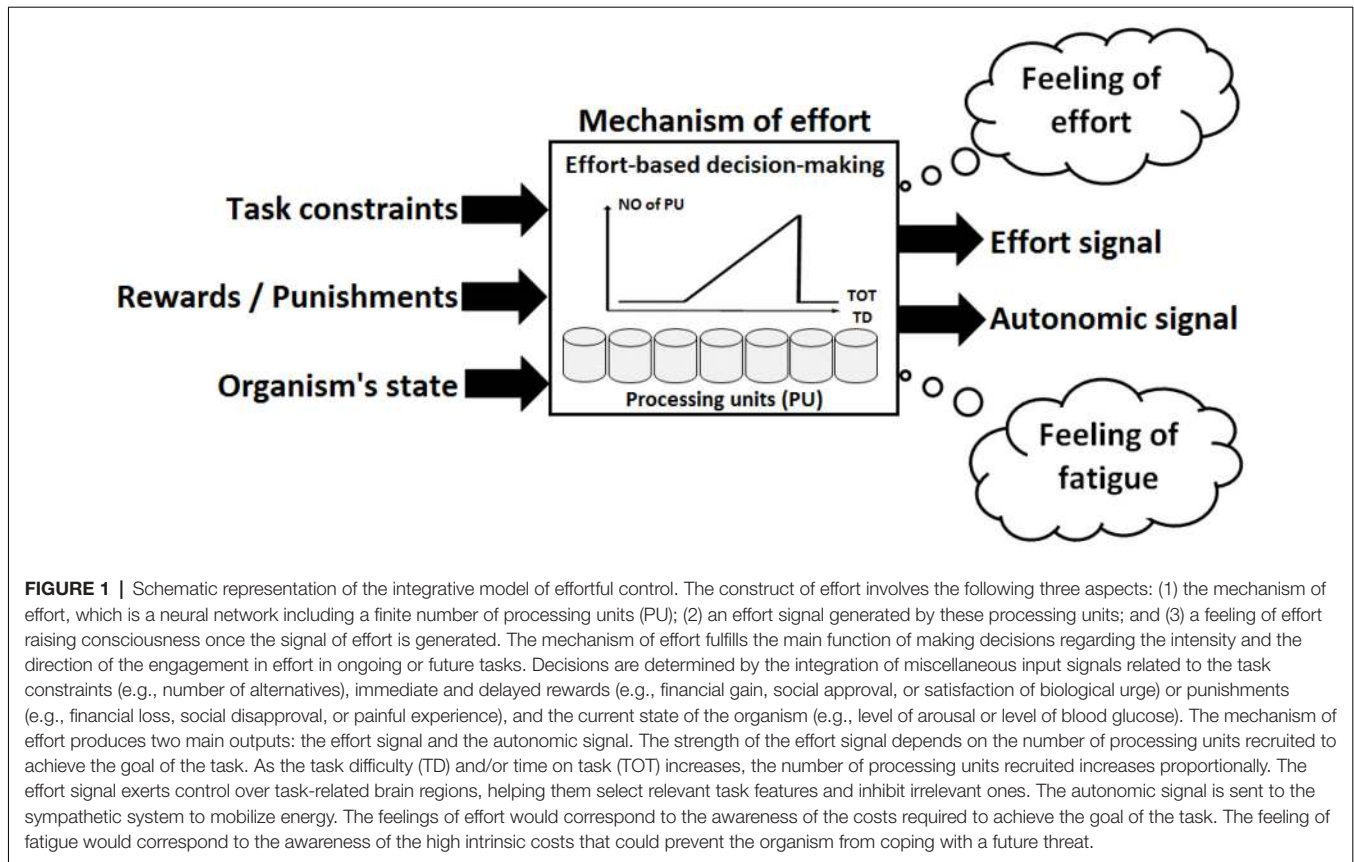 Feeling of
effort
Mechanism of effort
Effort-based decision-making
NO of PU
Task constraints
Effort signal
Rewards / Punishments
TOT
TD
Autonomic signal
Organism's state
Processing units (PU)
Feeling of
fatigue
FIGURE 1 | Schematic representation of the integrative model of effortful control. The construct of effort involves the following three aspects: (1) the mechanism of
effort, which is a neural network including a finite number of processing units (PU); (2) an effort signal generated by these processing units; and (3) a feeling of effort
raising consciousness once the signal of effort is generated. The mechanism of effort fulfills the main function of making decisions regarding the intensity and the
direction of the engagement in effort in ongoing or future tasks. Decisions are determined by the integration of miscellaneous input signals related to the task
constraints (e.g., number of alternatives), immediate and delayed rewards (e.g., financial gain, social approval, or satisfaction of biological urge) or punishments
(e.g., financial loss, social disapproval, or painful experience), and the current state of the organism (e.g., level of arousal or level of blood glucose). The mechanism of
effort produces two main outputs: the effort signal and the autonomic signal. The strength of the effort signal depends on the number of processing units recruited to
achieve the goal of the task. As the task difficulty (TD) and/or time on task (TOT) increases, the number of processing units recruited increases proportionally. The
effort signal exerts control over task-related brain regions, helping them select relevant task features and inhibit irrelevant ones. The autonomic signal is sent to the
sympathetic system to mobilize energy. The feelings of effort would correspond to the awareness of the costs required to achieve the goal of the task. The feeling of
fatigue would correspond to the awareness of the high intrinsic costs that could prevent the organism from coping with a future threat.